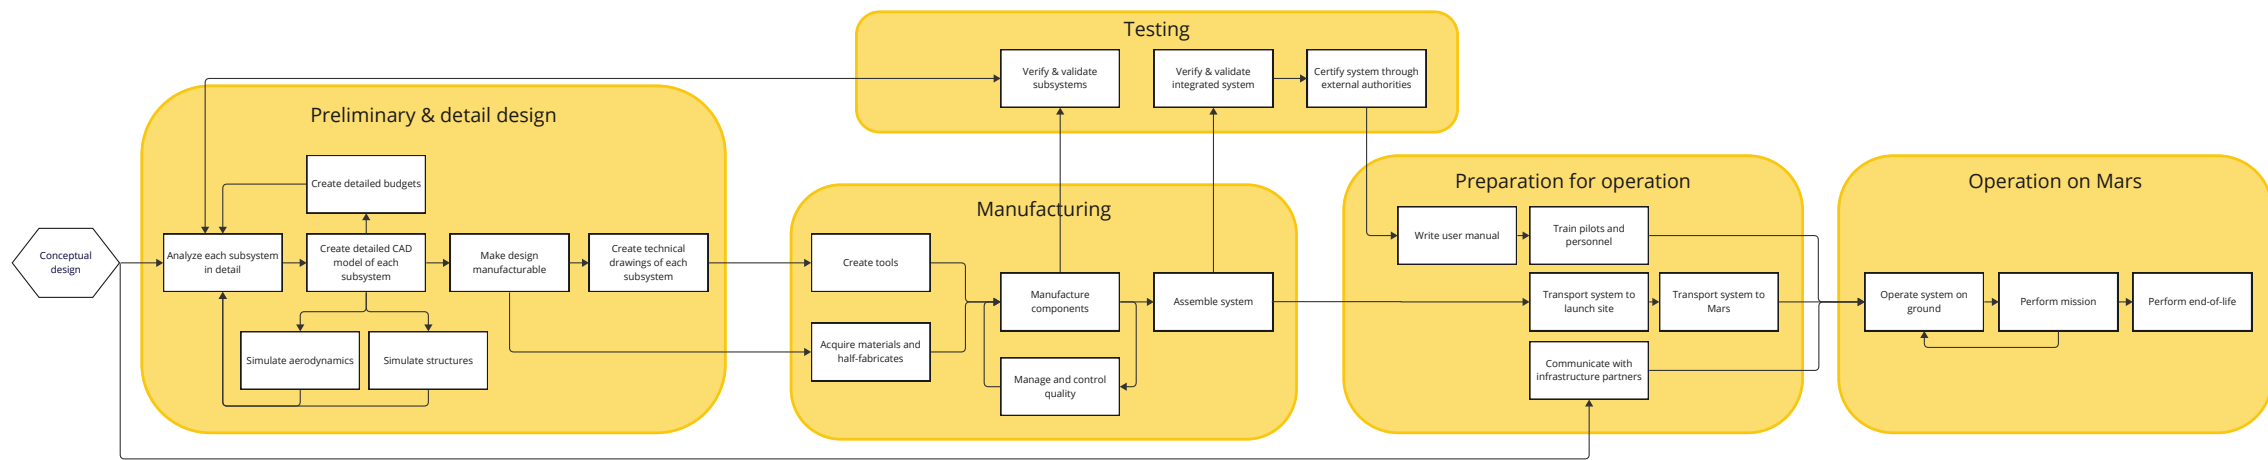 Conceptual
design
Preliminary & detail design
Create detailed budgets
Analyze each subsystem
in detail
Create detailed CAD
model of each
subsystem
Make design
manufacturable
Create technical
drawings of each
subsystem
Simulate aerodynamics
Simulate structures
Testing
Verify & validate
subsystems
Verify & validate
integrated system
Certify system through
external authorities
Manufacturing
Create tools
Acquire materials and
half-fabricates
Manufacture
components
Manage and control
quality
Assemble system
Preparation for operation
Write user manual
Train pilots and
personnel
Transport system to
launch site
Transport system to
Mars
Communicate with
infrastructure partners
Operation on Mars
Operate system on
ground
Perform mission
Perform end-of-life